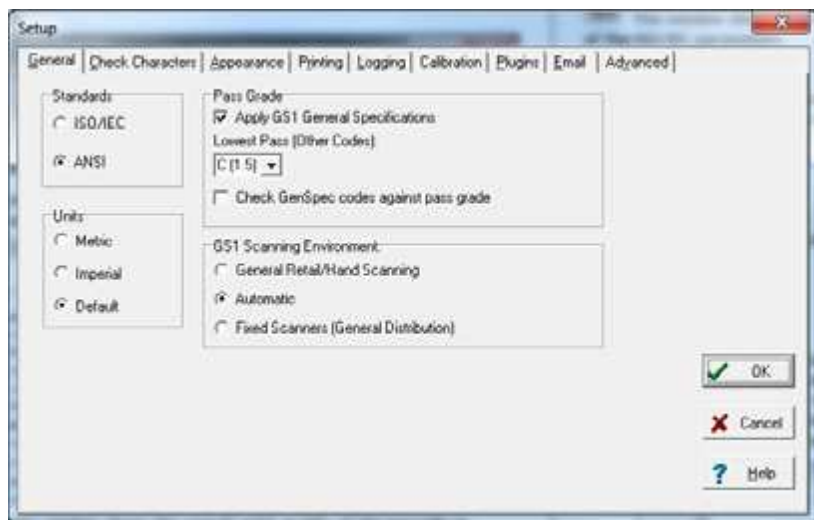 Setup
General Check Characters Appearance Printing Logging Calibration Plugins Email Advanced
Standards
ISO/IEC
ANSI
Units
Metric
Imperial
Default
Pass Grade
Apply GS1 General Specifications
Lowest Pass (Other Codes)
C (1.5)
Check GenSpec codes against pass grade
GS1 Scanning Environment
General Retail/Hand Scanning
Automatic
Fixed Scanners (General Distribution)
OK
Cancel
Help